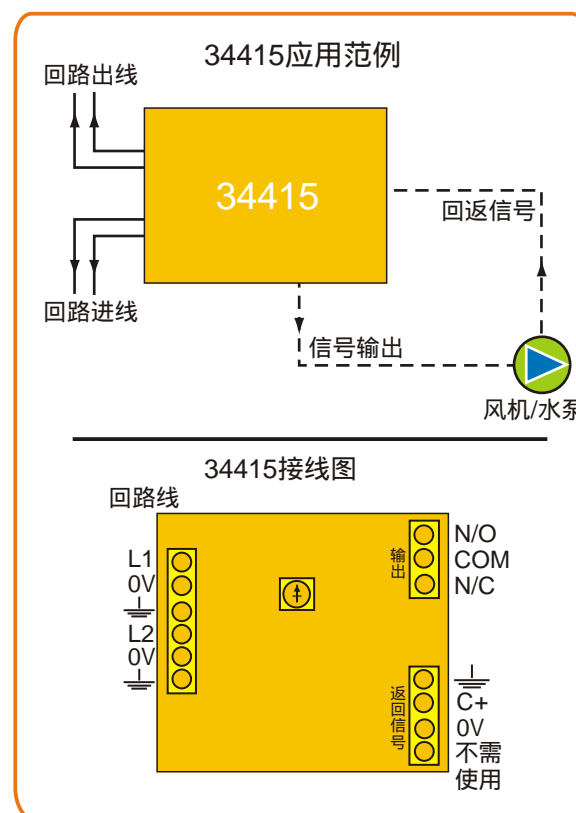 34415应用范例
回路出线
34415
回返信号
回路进线
信号输出
风机/水泵
34415接线图
回路线
L1
0V
L2
0V
输出
N/O
COM
N/C
返回信号
C+
0V
不需
使用